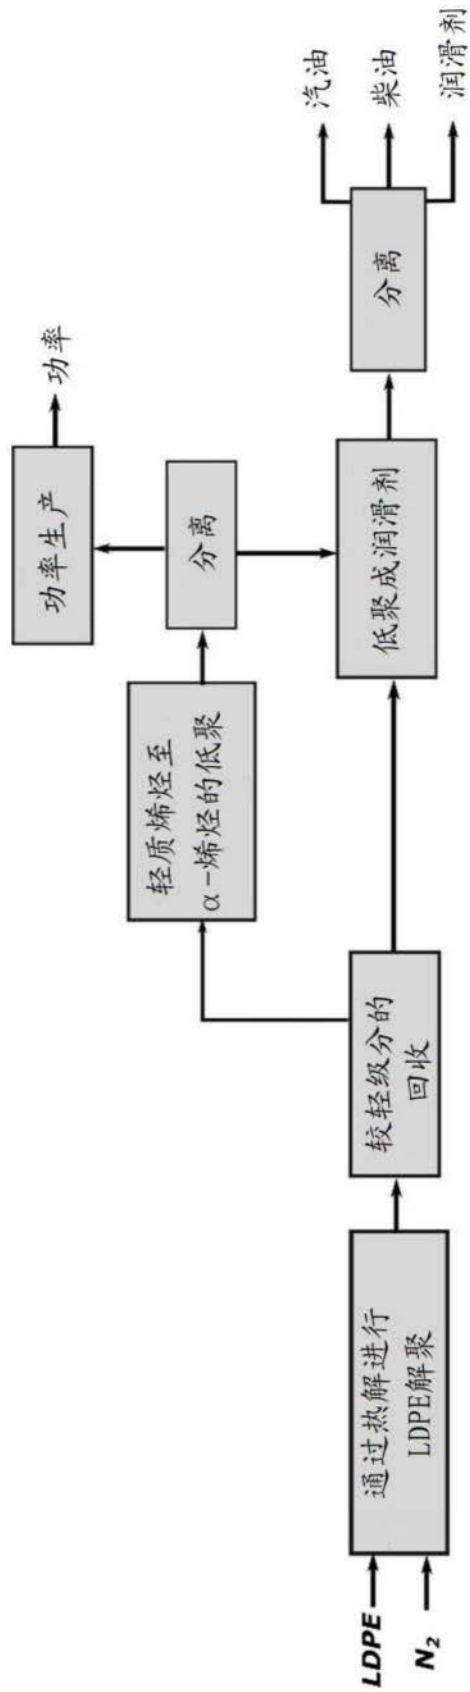 LDPE
N2
通过热解进行
LDPE解聚
较轻级分的
回收
轻质烯烃至
α-烯烃的低聚
分离
功率生产
功率
低聚成润滑剂
分离
汽油
柴油
润滑剂